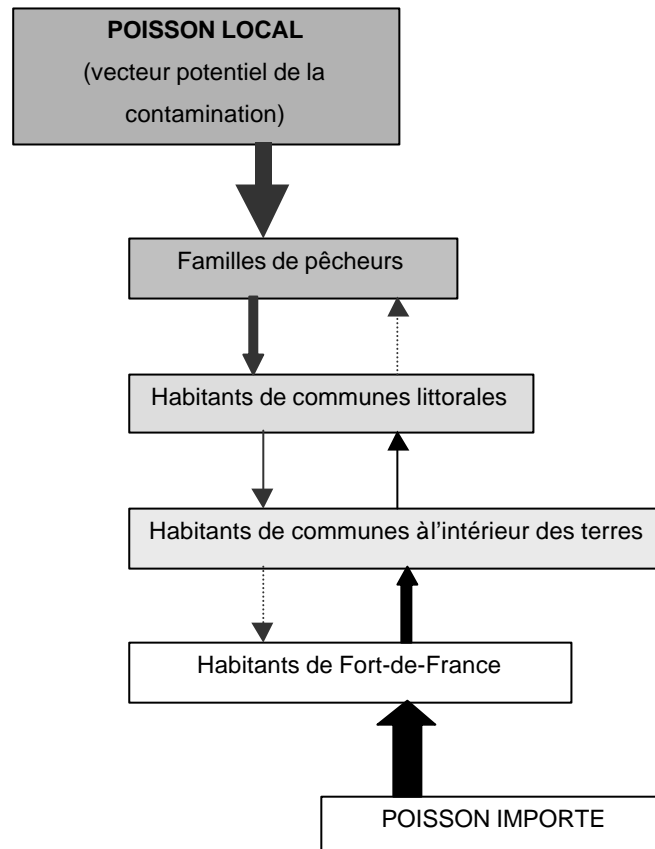 POISSON LOCAL
(vecteur potentiel de la
contamination)
Familles de pêcheurs
Habitants de communes littorales
Habitants de communes àl’intérieur des terres
Habitants de Fort-de-France
POISSON IMPORTE